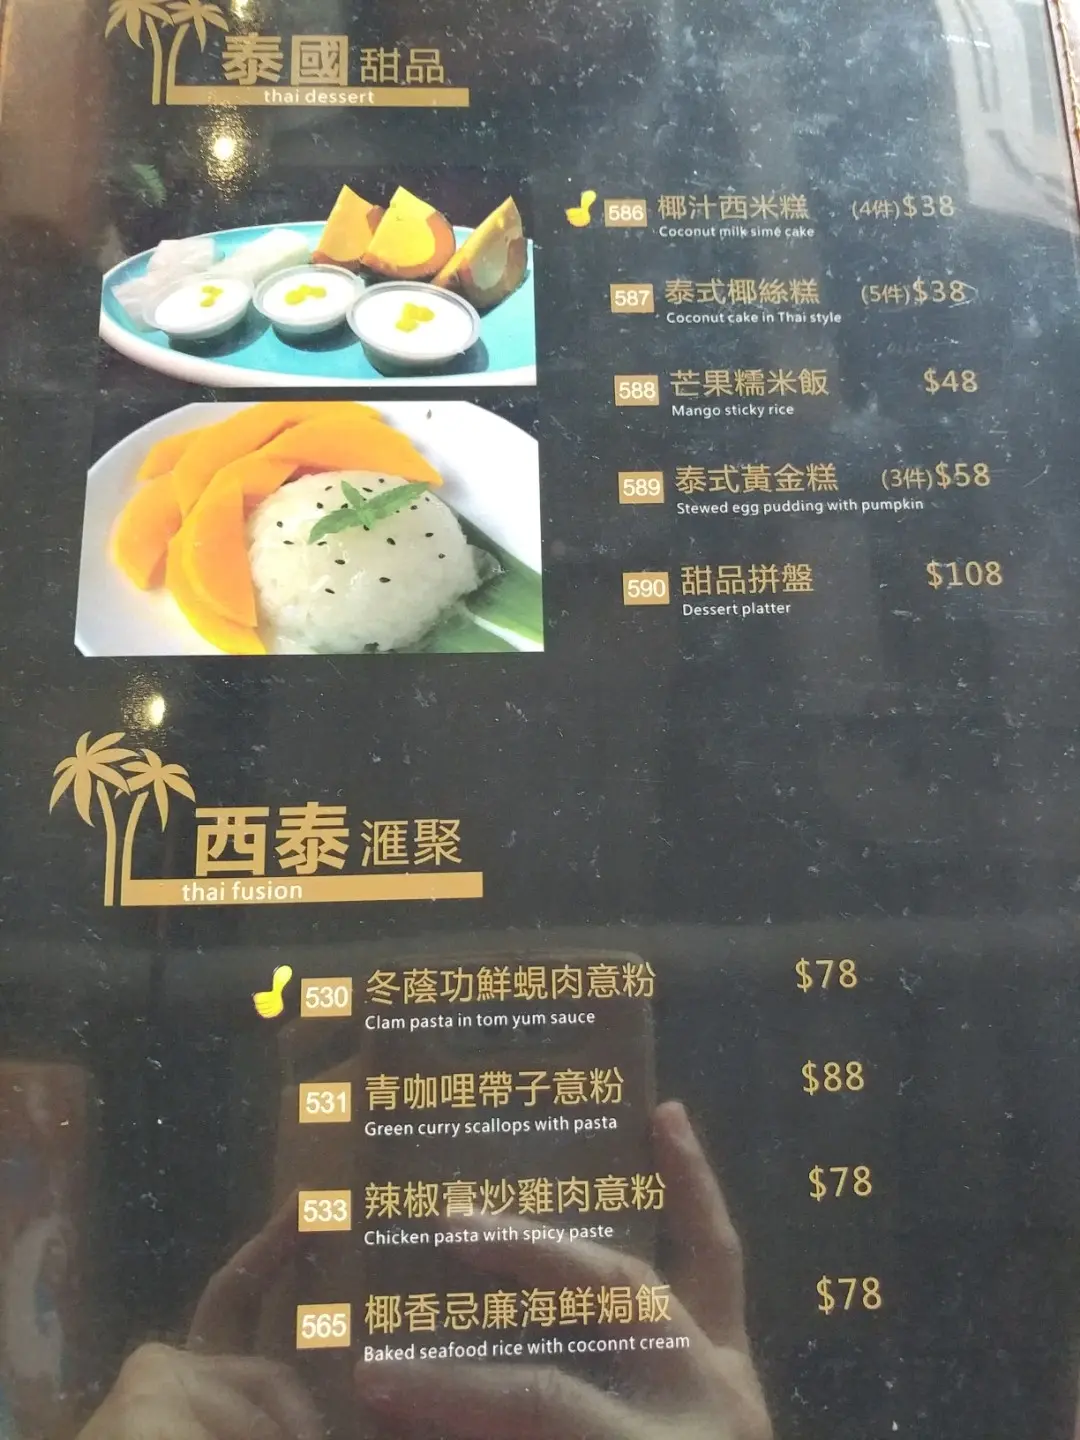 泰國甜品
thai dessert
586 椰汁西米糕 (4件)$38
Coconut milk sime cake
587 泰式椰絲糕 (5件)$38
Coconut cake in Thai style
588 芒果糯米飯 $48
Mango sticky rice
589 泰式黃金糕 (3件)$58
Stewed egg pudding with pumpkin
590 甜品拼盤 $108
Dessert platter
西泰滙聚
thai fusion
530 冬蔭功鮮蜆肉意粉 $78
Clam pasta in tom yum sauce
531 青咖哩帶子意粉 $88
Green curry scallops with pasta
533 辣椒膏炒雞肉意粉 $78
Chicken pasta with spicy paste
565 椰香忌廉海鮮焗飯 $78
Baked seafood rice with coconnt cream